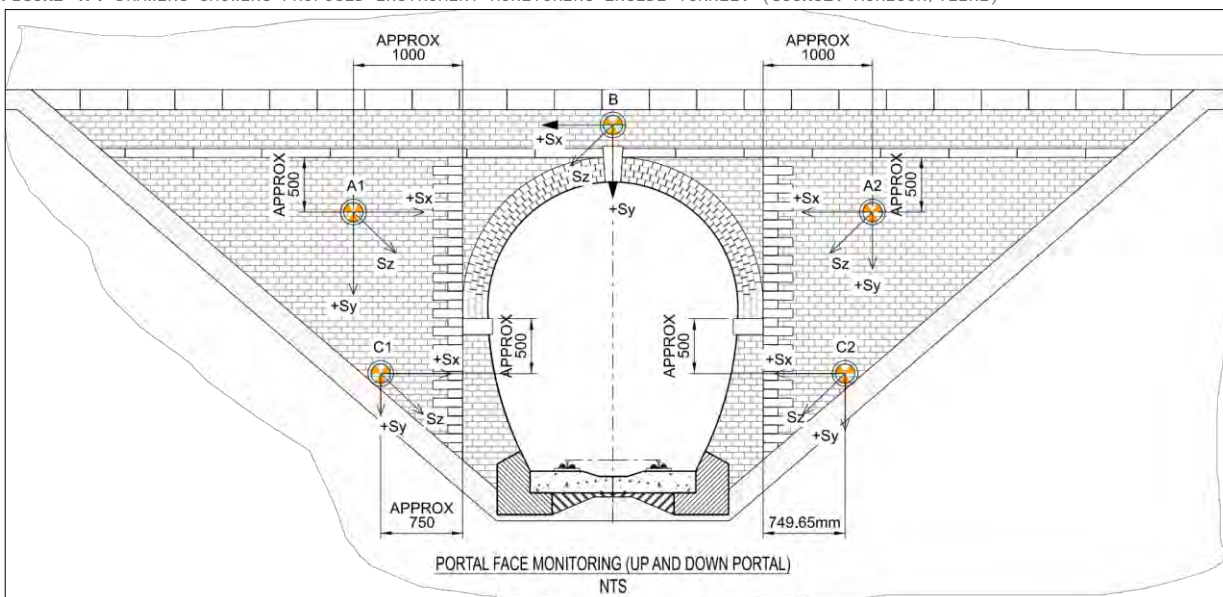 APPROX
1000
APPROX
1000
B
+Sx
Sz
+Sy
APPROX
500
A1
+Sx
Sz
+Sy
A2
+Sx
APPROX
500
Sz
+Sy
C1
+Sx
Sz
+Sy
APPROX
500
APPROX
500
C2
+Sx
Sz
+Sy
APPROX
750
749.65mm
PORTAL FACE MONITORING (UP AND DOWN PORTAL)
NTS